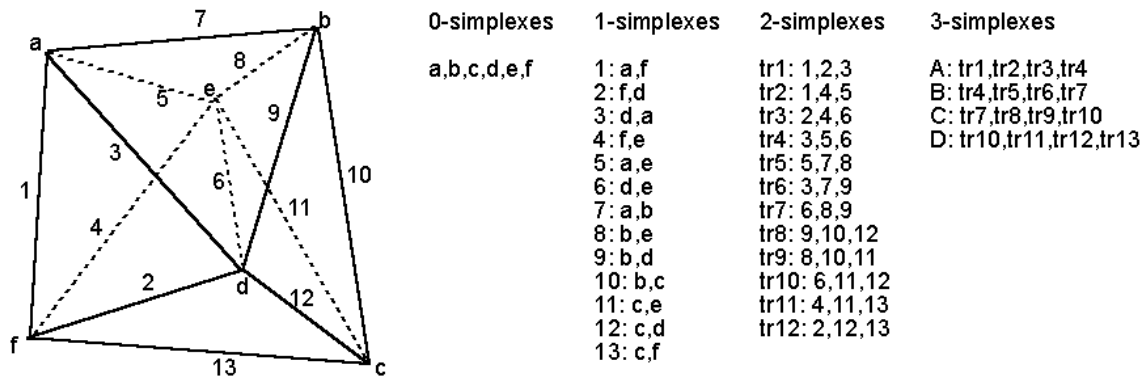 7
a
b
8
5
e
9
3
6
10
1
4
11
2
d
12
f
13
c
0-simplexes
a,b,c,d,e,f
1-simplexes
1: a,f
2: f,d
3: d,a
4: f,e
5: a,e
6: d,e
7: a,b
8: b,e
9: b,d
10: b,c
11: c,e
12: c,d
13: c,f
2-simplexes
tr1: 1,2,3
tr2: 1,4,5
tr3: 2,4,6
tr4: 3,5,6
tr5: 5,7,8
tr6: 3,7,9
tr7: 6,8,9
tr8: 9,10,12
tr9: 8,10,11
tr10: 6,11,12
tr11: 4,11,13
tr12: 2,12,13
3-simplexes
A: tr1,tr2,tr3,tr4
B: tr4,tr5,tr6,tr7
C: tr7,tr8,tr9,tr10
D: tr10,tr11,tr12,tr13